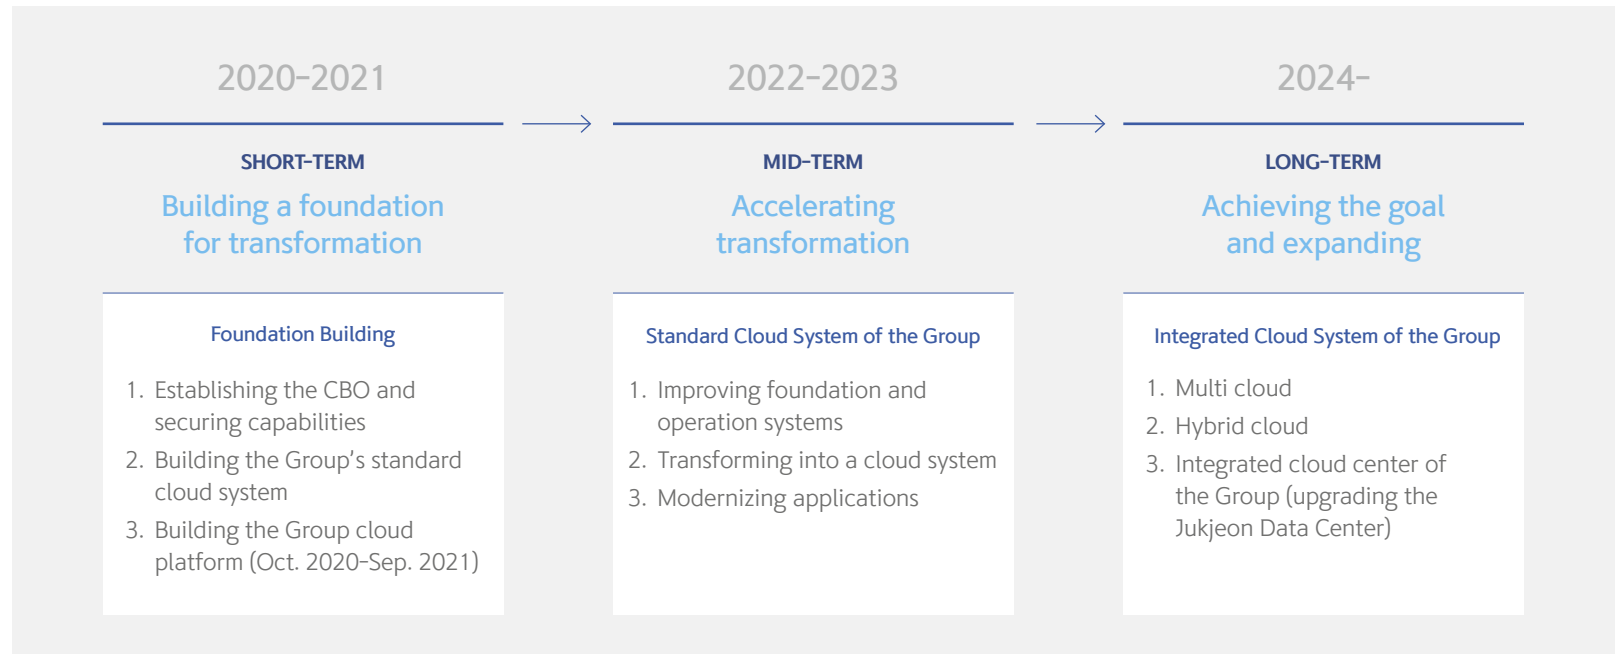 2020-2021
SHORT-TERM
Building a foundation
for transformation
Foundation Building
1. Establishing the CBO and
securing capabilities
2. Building the Group's standard
cloud system
3. Building the Group cloud
platform (Oct. 2020-Sep. 2021)
2022-2023
MID-TERM
Accelerating
transformation
Standard Cloud System of the Group
1. Improving foundation and
operation systems
2. Transforming into a cloud system
3. Modernizing applications
2024-
LONG-TERM
Achieving the goal
and expanding
Integrated Cloud System of the Group
1. Multi cloud
2. Hybrid cloud
3. Integrated cloud center of
the Group (upgrading the
Jukjeon Data Center)